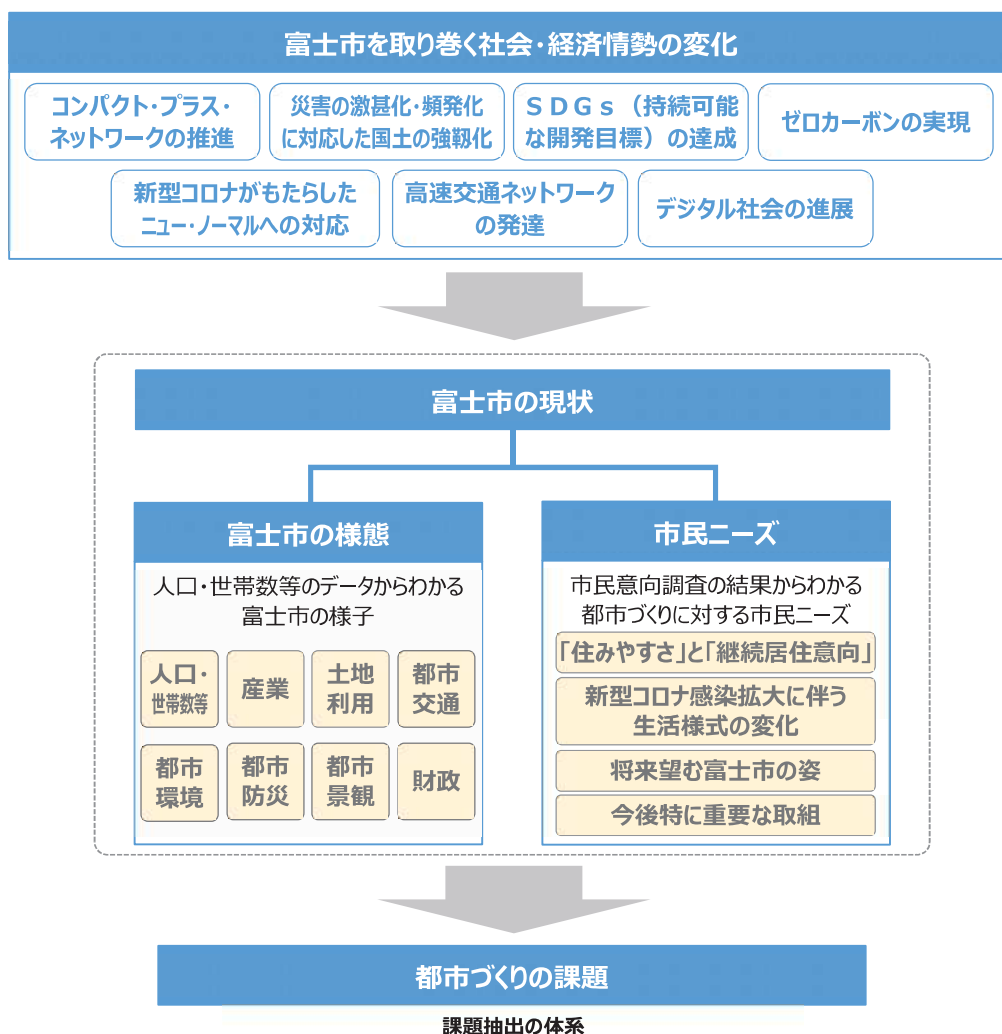 富士市を取り巻く社会・経済情勢の変化
コンパクト・プラス・
ネットワークの推進
災害の激甚化・頻発化
に対応した国土の強靱化
ＳＤＧｓ（持続可能
な開発目標）の達成
ゼロカーボンの実現
新型コロナがもたらした
ニュー・ノーマルへの対応
高速交通ネットワーク
の発達
デジタル社会の進展
富士市の現状
富士市の様態
人口・世帯数等のデータからわかる
富士市の様子
人口・
世帯数等
産業
土地
利用
都市
交通
都市
環境
都市
防災
都市
景観
財政
市民ニーズ
市民意向調査の結果からわかる
都市づくりに対する市民ニーズ
「住みやすさ」と「継続居住意向」
新型コロナ感染拡大に伴う
生活様式の変化
将来望む富士市の姿
今後特に重要な取組
都市づくりの課題
課題抽出の体系